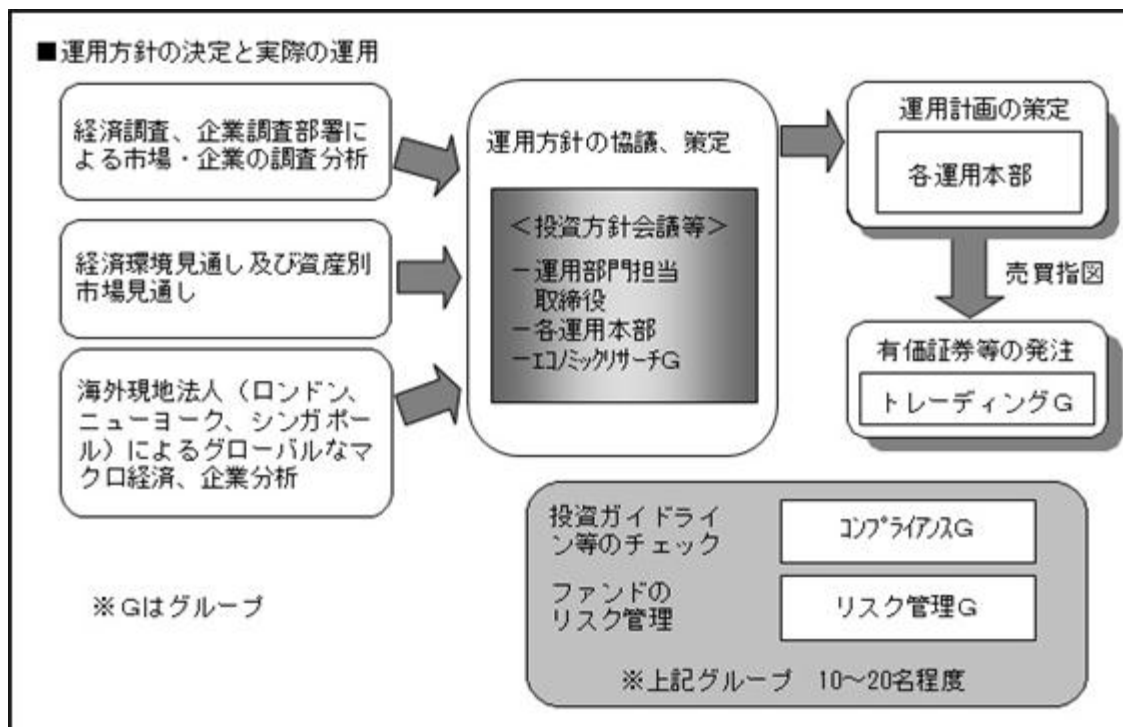 ■運用方針の決定と実際の運用
経済調査、企業調査部署に
よる市場・企業の調査分析
経済環境見通し及び資産別
市場見通し
海外現地法人（ロンドン、
ニューヨーク、シンガポー
ル）によるグローバルなマ
クロ経済、企業分析
※Gはグループ
運用方針の協議、策定
＜投資方針会議等＞
－運用部門担当
取締役
－各運用本部
－ｴｺﾉﾐｯｸﾘｻｰﾁG
運用計画の策定
各運用本部
売買指図
有価証券等の発注
トレーディングG
投資ガイドライ
ン等のチェック
ｺﾝﾌﾟﾗｲｱﾝｽG
ファンドの
リスク管理
リスク管理G
※上記グループ　10～20名程度